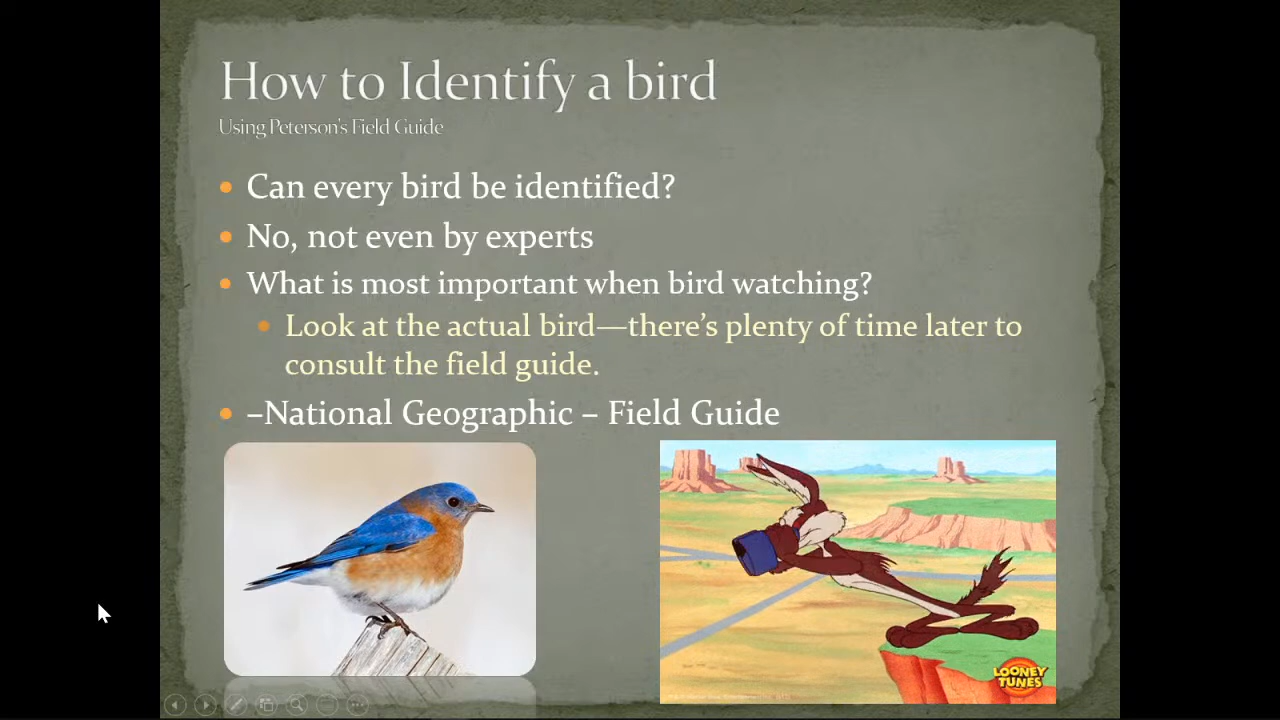 How to Identify a bird
Using Peterson's Field Guide
• Can every bird be identified?
• No, not even by experts
• What is most important when bird watching?
• Look at the actual bird—there's plenty of time later to
consult the field guide.
• –National Geographic – Field Guide
LOONEY
TUNES